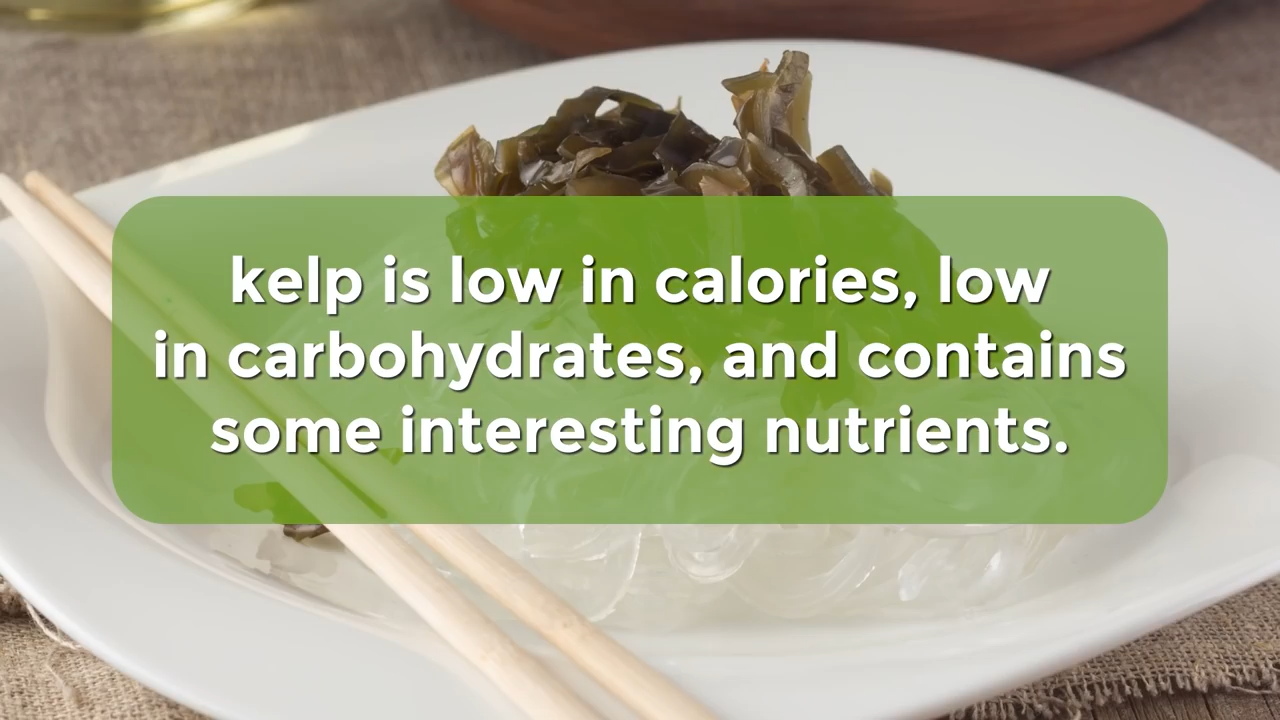 kelp is low in calories, low
in carbohydrates, and contains
some interesting nutrients.